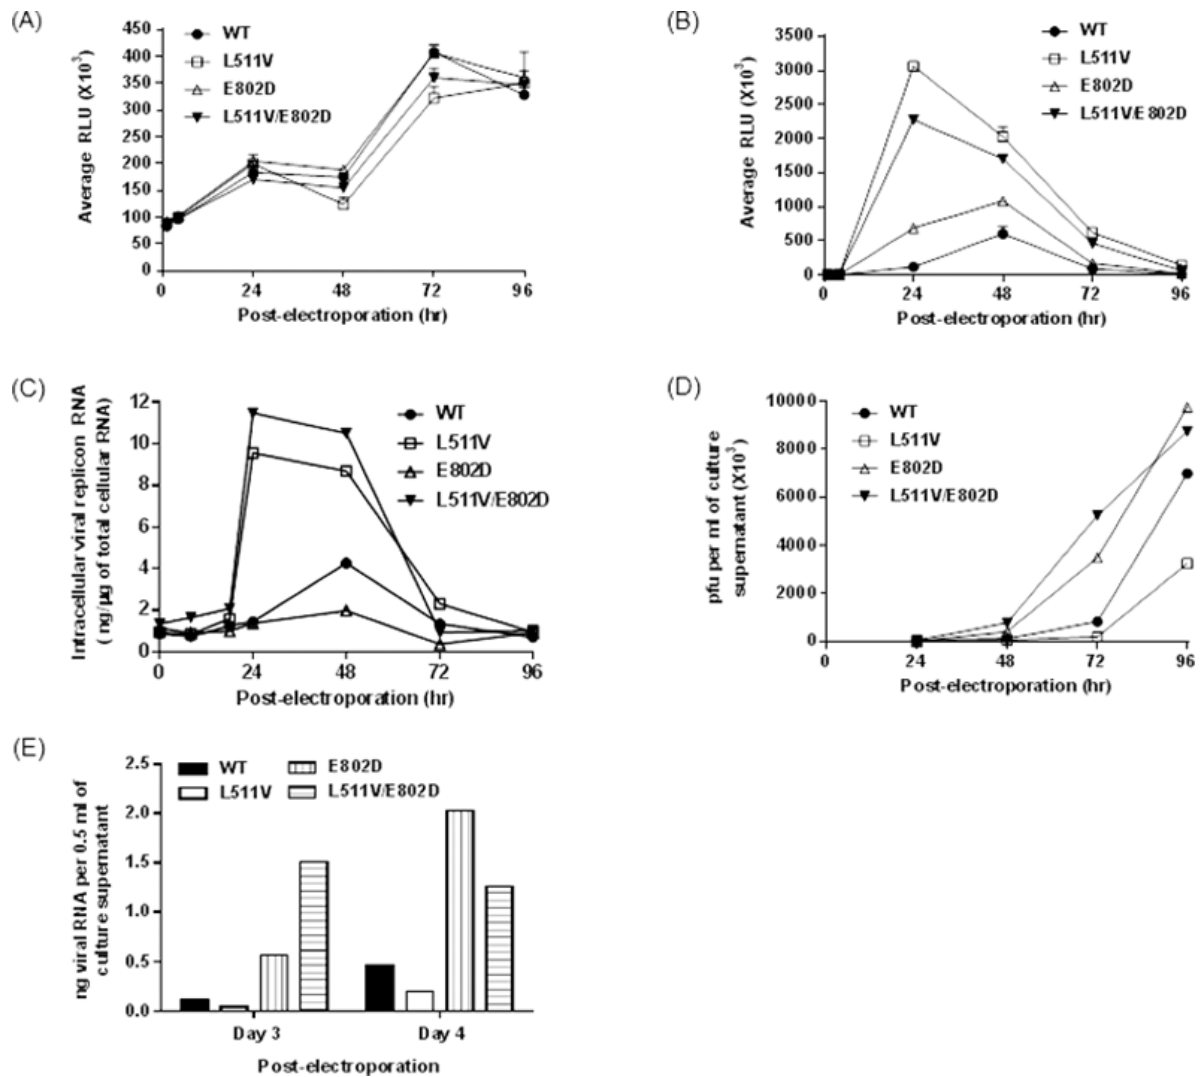 (A)
450
400
350
300
250
200
150
100
50
0
Average RLU (X10³)
WT
L511V
E802D
L511V/E802D
0 24 48 72 96
Post-electroporation (hr)
(B)
3500
3000
2500
2000
1500
1000
500
0
Average RLU (X10³)
WT
L511V
E802D
L511V/E802D
0 24 48 72 96
Post-electroporation (hr)
(C)
Intracellular viral replicon RNA
( ng/µg of total cellular RNA)
12
10
8
6
4
2
0
WT
L511V
E802D
L511V/E802D
0 24 48 72 96
Post-electroporation (hr)
(D)
pfu per ml of culture
supernatant (X10³)
10000
8000
6000
4000
2000
0
WT
L511V
E802D
L511V/E802D
0 24 48 72 96
Post-electroporation (hr)
(E)
ng viral RNA per 0.5 ml of
culture supernatant
2.5
2.0
1.5
1.0
0.5
0.0
WT E802D
L511V L511V/E802D
Day 3 Day 4
Post-electroporation